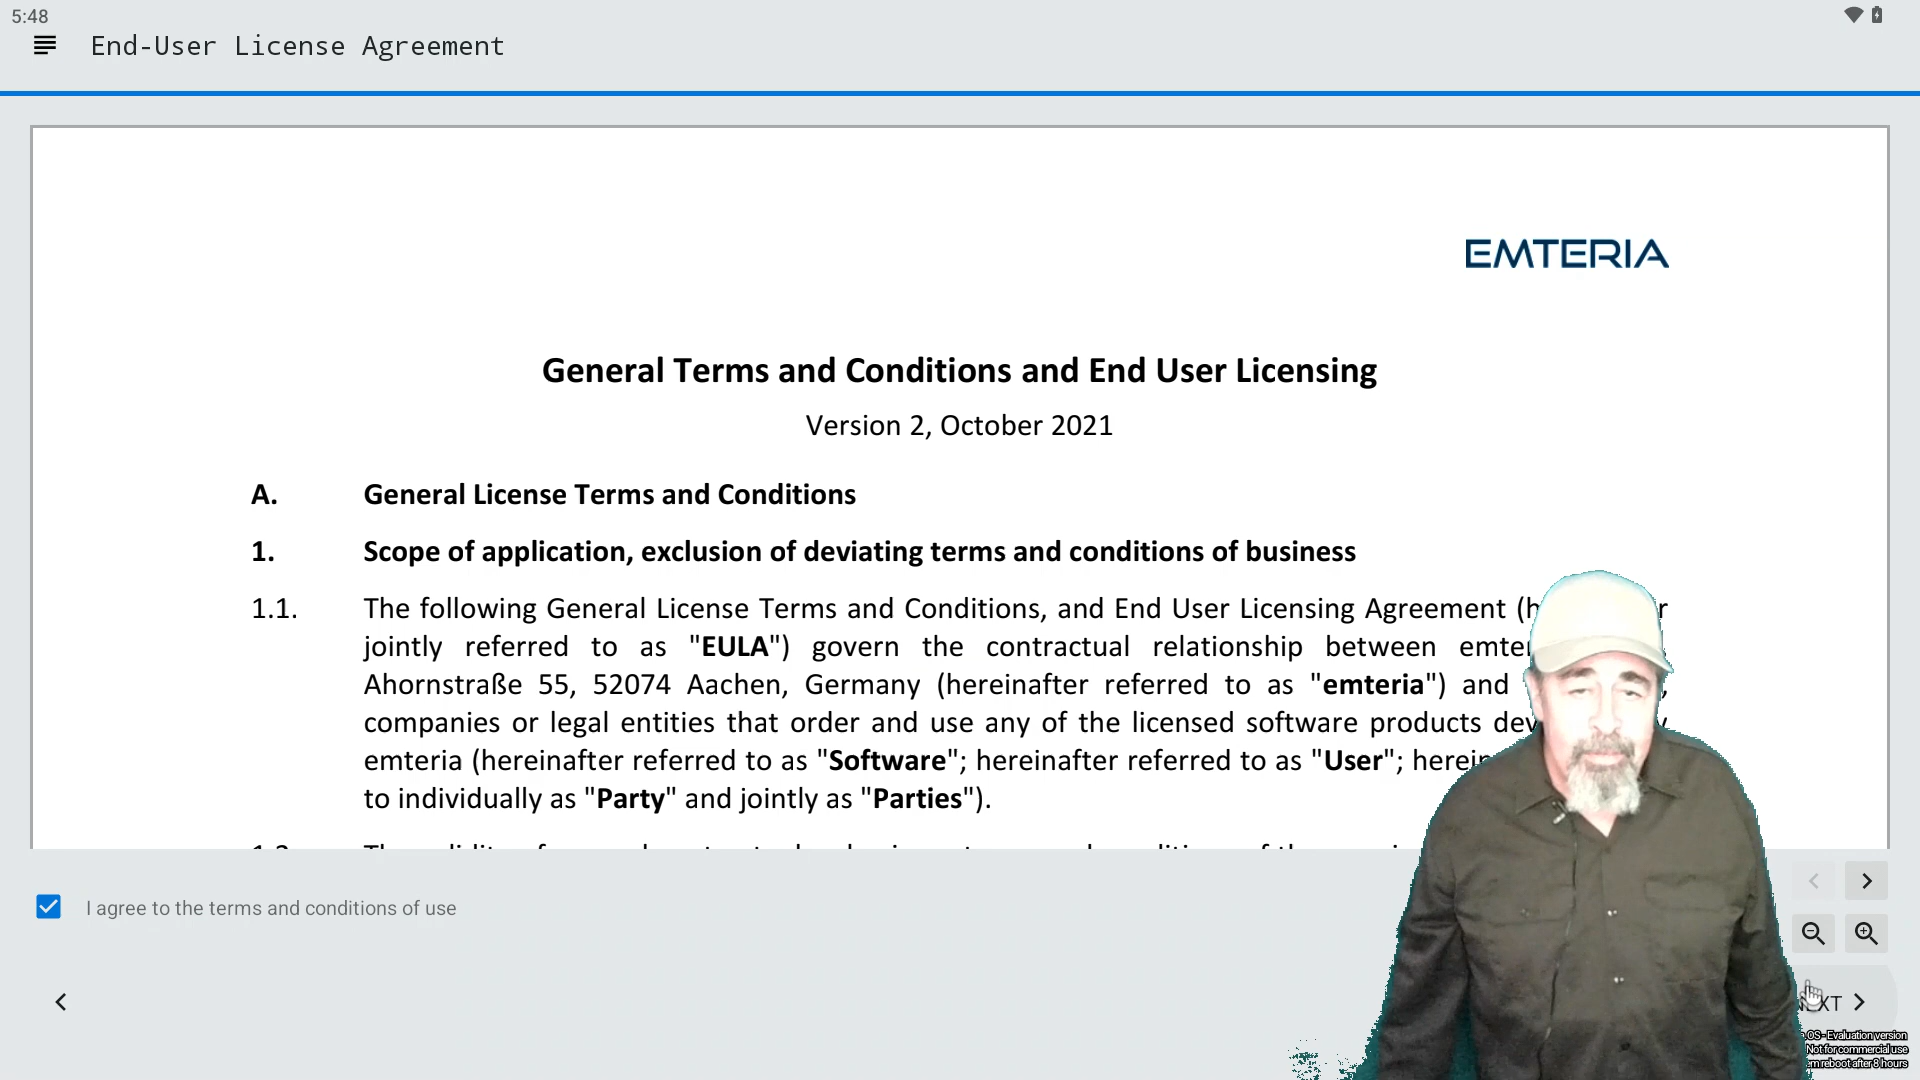 5:48
End-User License Agreement
EMTERIA
General Terms and Conditions and End User Licensing
Version 2, October 2021
A. General License Terms and Conditions
1. Scope of application, exclusion of deviating terms and conditions of business
1.1. The following General License Terms and Conditions, and End User Licensing Agreement
jointly referred to as "EULA") govern the contractual relationship between
Ahornstraße 55, 52074 Aachen, Germany (hereinafter referred to as "emteria") and
companies or legal entities that order and use any of the licensed software products
emteria (hereinafter referred to as "Software"; hereinafter referred to as "User";
to individually as "Party" and jointly as "Parties").
I agree to the terms and conditions of use
NEXT
OS - Evaluation version
Not for commercial use
reboot after 8 hours